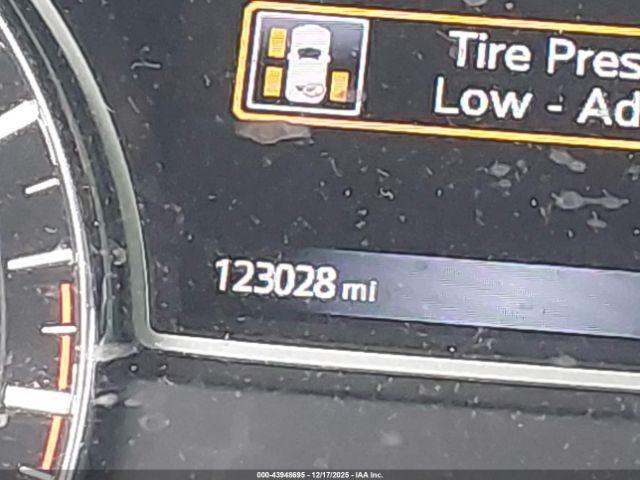 Tire Pres
Low - Ad
123028 mi
000-43948695 - 12/17/2025 - IAA Inc.